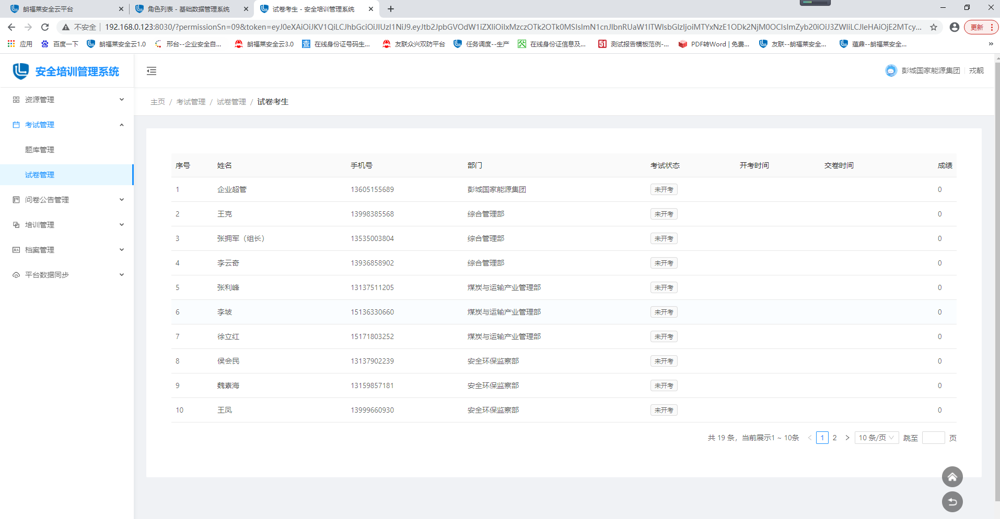 朗福莱安全云平台
角色列表 - 基础数据管理系统
试卷考生 - 安全培训管理系统
不安全
192.168.0.123:8030/?permissionSn=09&token=eyJ0eXAiOiJKV1QiLCJhbGciOiJIUzI1NiJ9.eyJtb2JpbGVOdW1iZXIiOiIxMzczOTk2OTk0MSIsImN1cnJlbnRUaW1lTWlsbGlzIjoiMTYxNzE1ODk2NjM0OCIsImZyb20iOiJ3ZWIiLCJleHAiOjE2MTcy...
更新
应用
百度一下
朗福莱安全云1.0
邢台--企业安全自...
朗福莱安全云3.0
查
在线身份证号码生...
友联众兴双防平台
任务调度--生产
在线身份证信息及...
51
测试报告模板范例-...
PDF转Word | 免费...
友联--朗福莱安全...
蕴鼎--朗福莱安全...
安全培训管理系统
彭城国家能源集团
戎靓
资源管理
考试管理
题库管理
试卷管理
问卷公告管理
培训管理
档案管理
平台数据同步
主页 / 考试管理 / 试卷管理 / 试卷考生
序号 姓名 手机号 部门 考试状态 开考时间 交卷时间 成绩
1 企业超管 13605155689 彭城国家能源集团 未开考 0
2 王克 13998385568 综合管理部 未开考 0
3 张拥军（组长） 13535003804 综合管理部 未开考 0
4 李云奇 13936858902 综合管理部 未开考 0
5 张利峰 13137511205 煤炭与运输产业管理部 未开考 0
6 李坡 15136330660 煤炭与运输产业管理部 未开考 0
7 徐立红 15171803252 煤炭与运输产业管理部 未开考 0
8 侯会民 13137902239 安全环保监察部 未开考 0
9 魏素海 13159857181 安全环保监察部 未开考 0
10 王凤 13999660930 安全环保监察部 未开考 0
共 19 条，当前展示1 ~ 10条 < 1 2 > 10 条/页 跳至 页